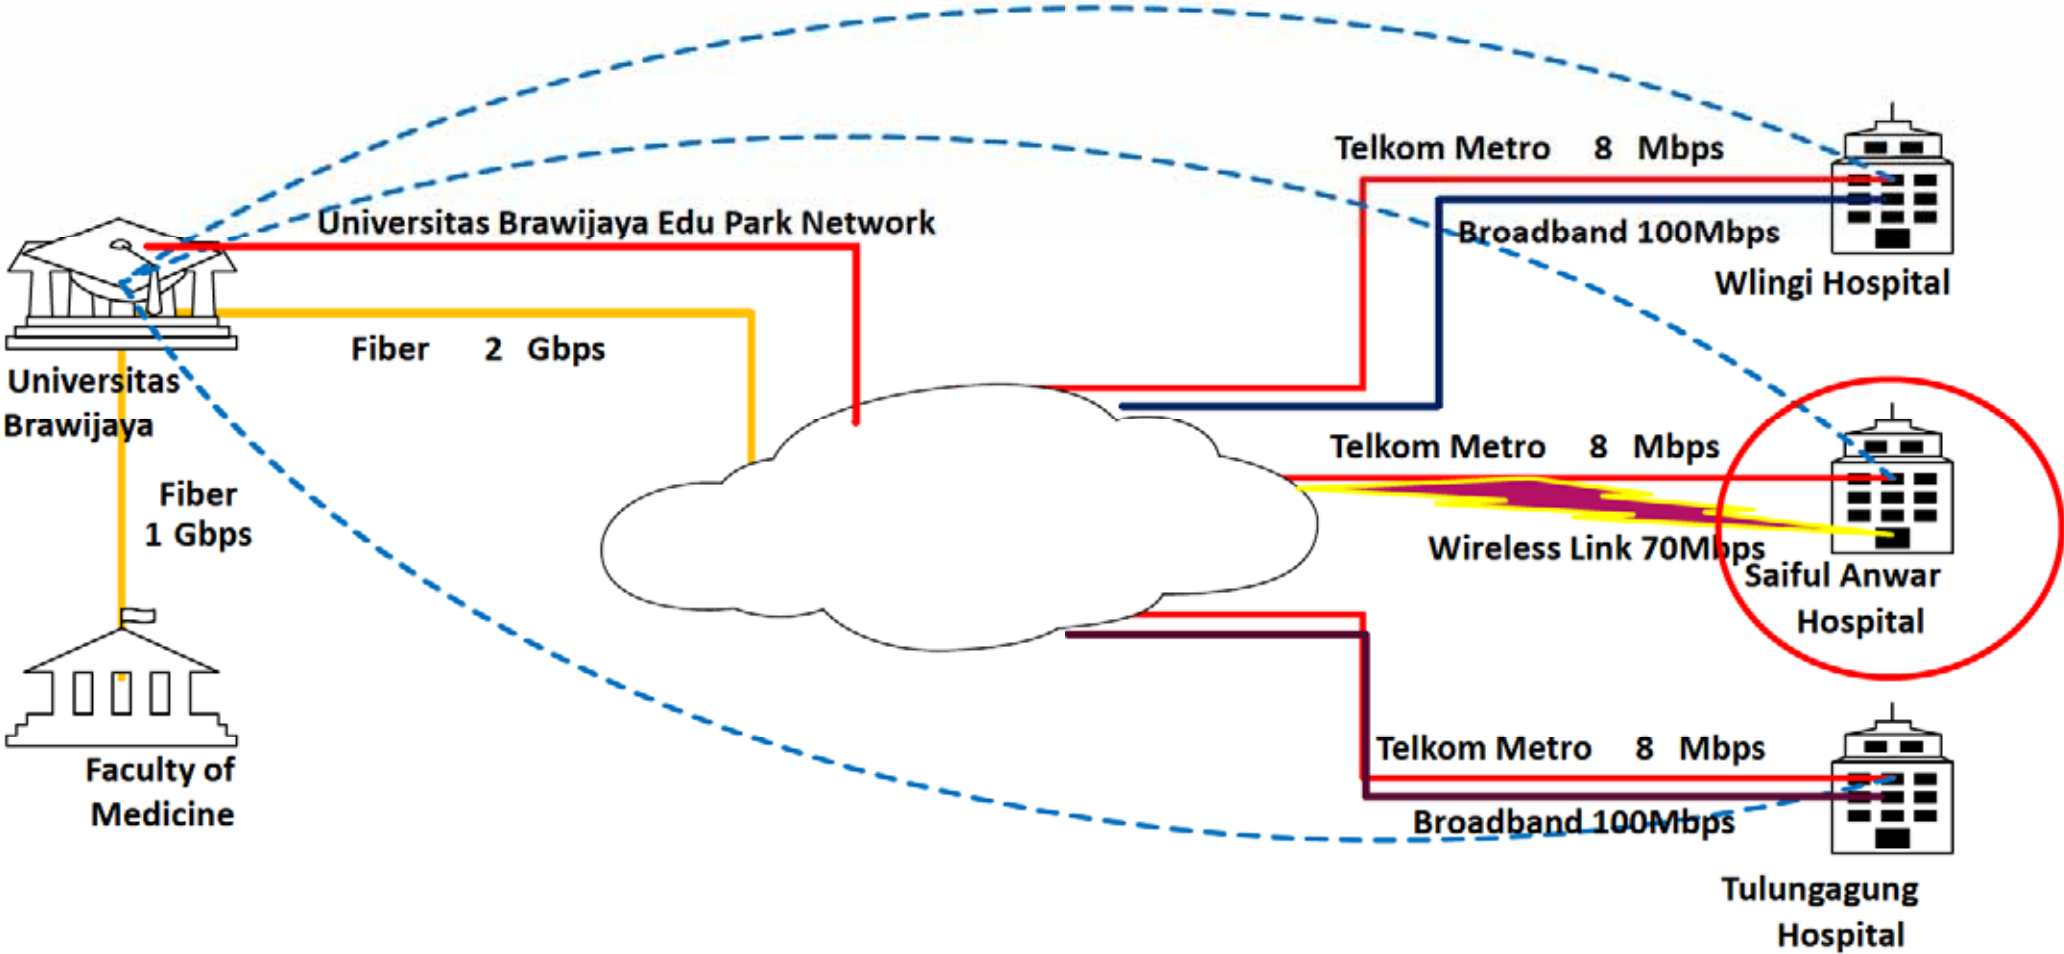 Telkom Metro 8 Mbps
Broadband 100Mbps
Wlingi Hospital
Universitas Brawijaya Edu Park Network
Fiber 2 Gbps
Universitas
Brawijaya
Fiber
1 Gbps
Faculty of
Medicine
Telkom Metro 8 Mbps
Wireless Link 70Mbps
Saiful Anwar
Hospital
Telkom Metro 8 Mbps
Broadband 100Mbps
Tulungagung
Hospital